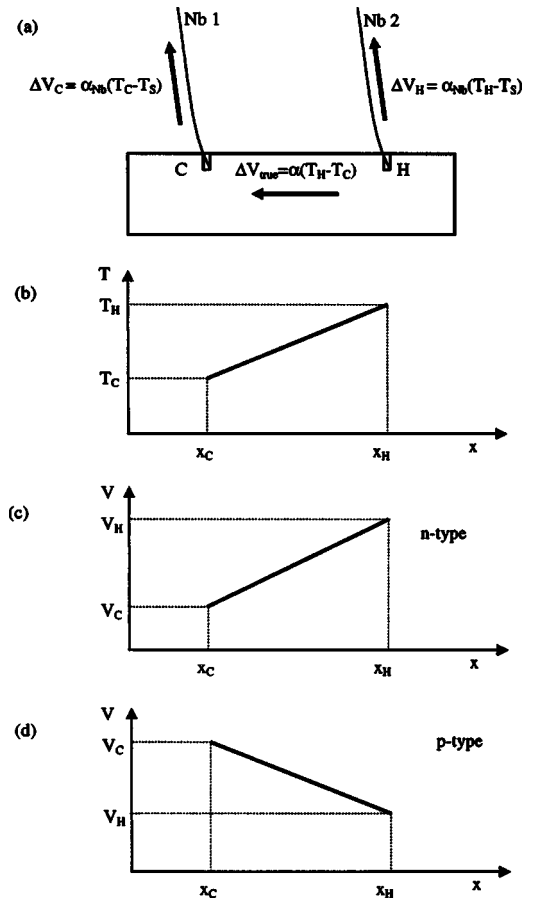 (a)
Nb 1
Nb 2
ΔV_C = α_Nb(T_C-T_S)
ΔV_H = α_Nb(T_H-T_S)
C
ΔV_true=α(T_H-T_C)
H
(b)
T
T_H
T_C
x_C
x_H
x
(c)
V
V_H
n-type
V_C
x_C
x_H
x
(d)
V
V_C
p-type
V_H
x_C
x_H
x